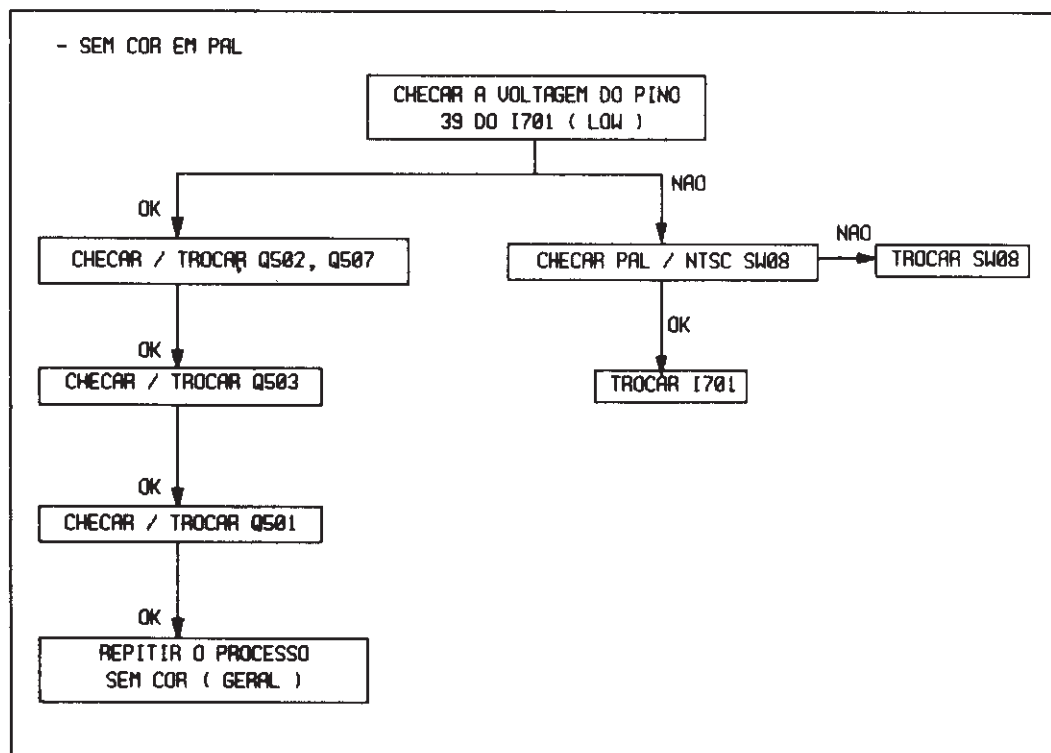 - SEM COR EM PAL
CHECAR A VOLTAGEM DO PINO
39 DO I701 ( LOW )
OK
NAO
CHECAR / TROCAR Q502, Q507
CHECAR PAL / NTSC SW08
NAO
TROCAR SW08
OK
CHECAR / TROCAR Q503
OK
TROCAR I701
OK
CHECAR / TROCAR Q501
OK
REPITIR O PROCESSO
SEM COR ( GERAL )